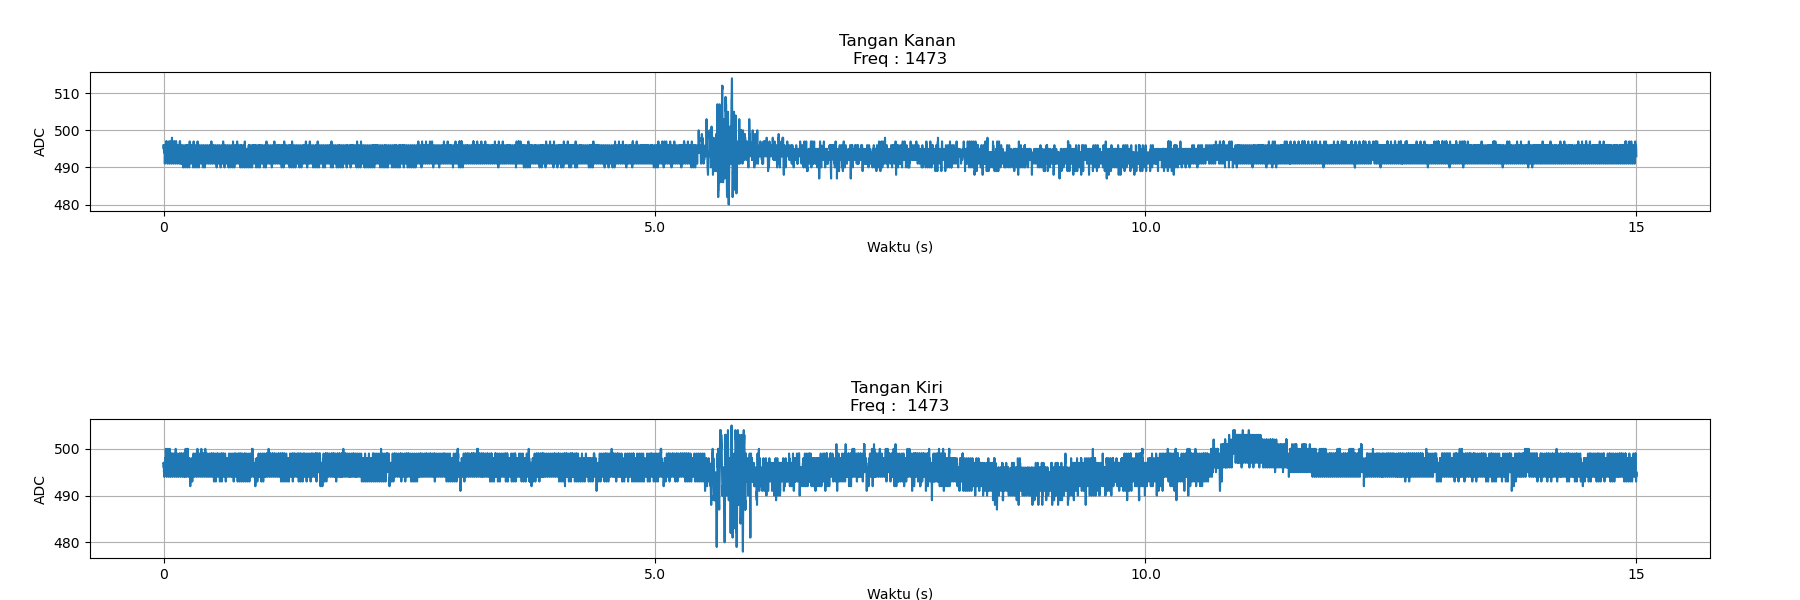 Tangan Kanan
Freq : 1473
510
500
490
480
ADC
0 5.0 10.0 15
Waktu (s)
Tangan Kiri
Freq :  1473
500
490
480
ADC
0 5.0 10.0 15
Waktu (s)